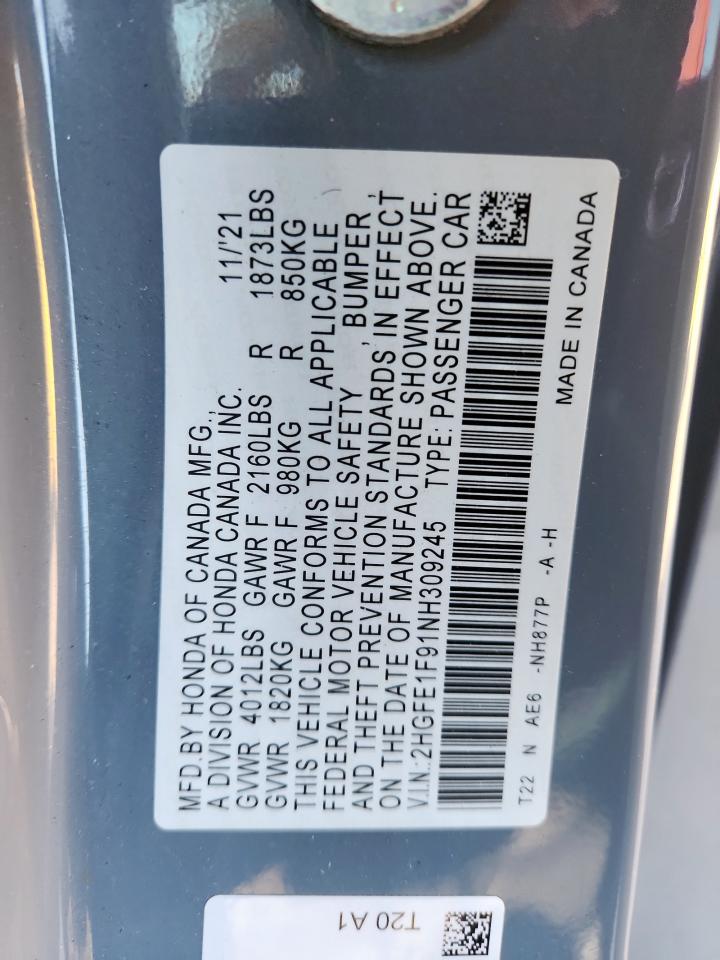 MFD.BY HONDA OF CANADA MFG.,
A DIVISION OF HONDA CANADA INC. 11/'21
GVWR 4012LBS GAWR F 2160LBS R 1873LBS
GVWR 1820KG GAWR F 980KG R 850KG
THIS VEHICLE CONFORMS TO ALL APPLICABLE
FEDERAL MOTOR VEHICLE SAFETY, BUMPER,
AND THEFT PREVENTION STANDARDS, IN EFFECT
ON THE DATE OF MANUFACTURE SHOWN ABOVE.
V.I.N.:2HGFE1F91NH309245 TYPE: PASSENGER CAR
T22 N AE6 -NH877P -A -H
MADE IN CANADA
T20 A1